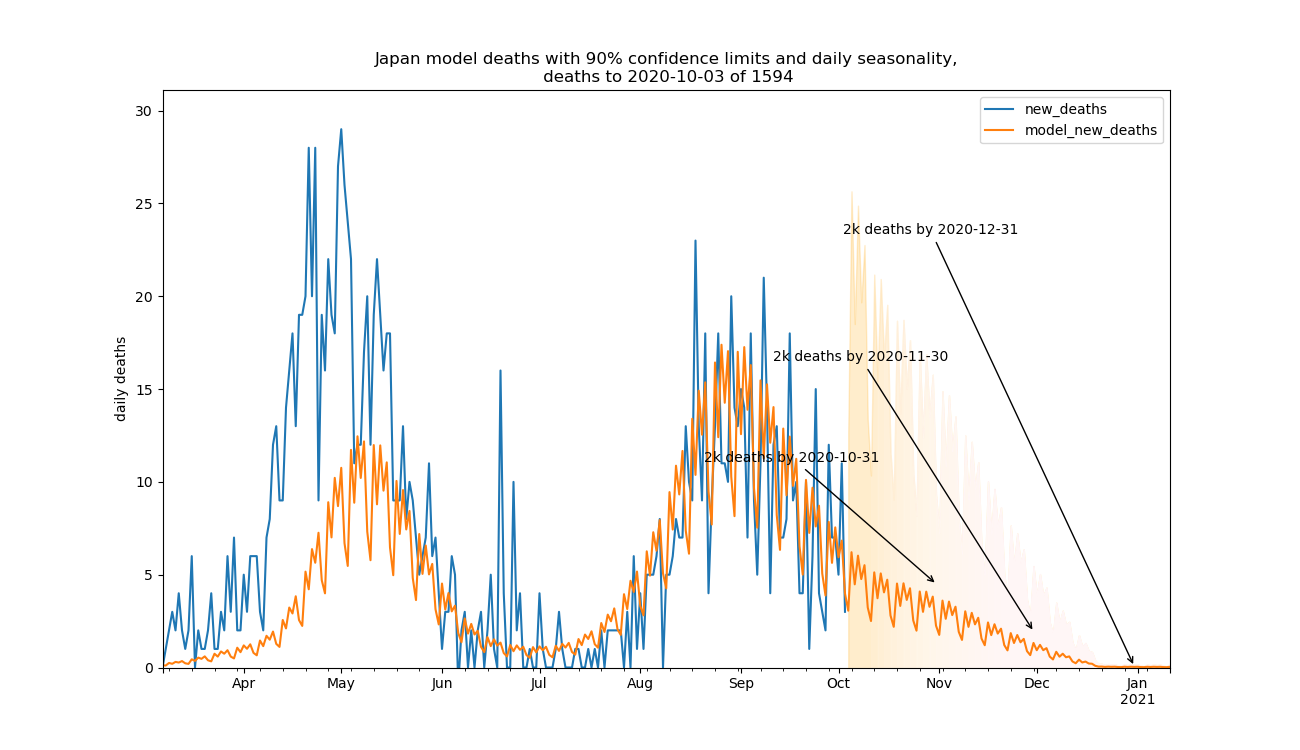 Japan model deaths with 90% confidence limits and daily seasonality,
deaths to 2020-10-03 of 1594
new_deaths
model_new_deaths
daily deaths
30
25
20
15
10
5
0
2k deaths by 2020-12-31
2k deaths by 2020-11-30
2k deaths by 2020-10-31
Apr May Jun Jul Aug Sep Oct Nov Dec Jan
2021